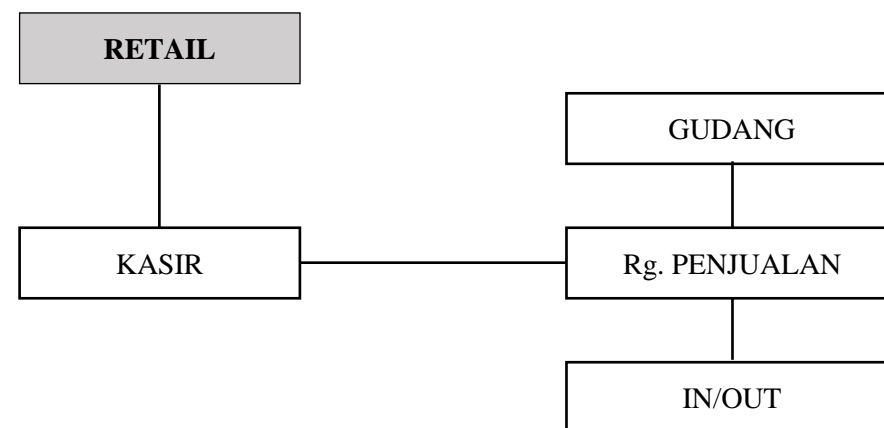 RETAIL
GUDANG
KASIR
Rg. PENJUALAN
IN/OUT